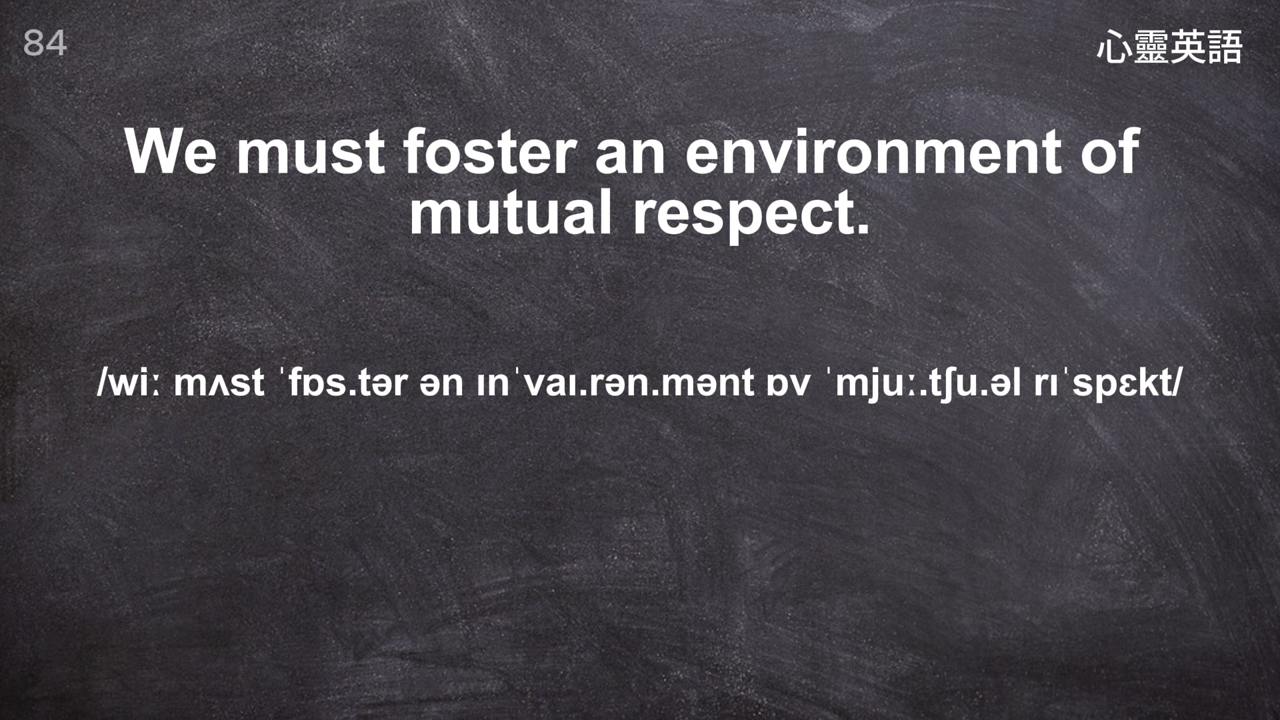 84
心靈英語
We must foster an environment of
mutual respect.
/wiː mʌst ˈfɒs.tər ən ɪnˈvaɪ.rən.mənt ɒv ˈmjuː.tʃu.əl rɪˈspɛkt/